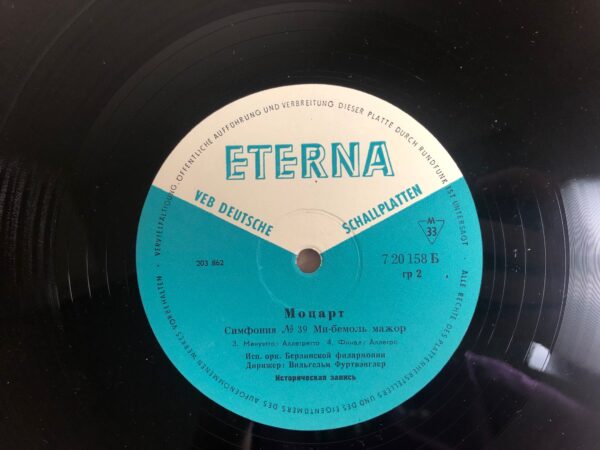 VERVIELFÄLTIGUNG, ÖFFENTLICHE AUFFÜHRUNG UND VERBREITUNG DIESER PLATTE DURCH RUNDFUNK IST UNTERSAGT
ALLE RECHTE DES PLATTENHERSTELLERS UND DES EIGENTÜMERS DES AUFGENOMMENEN WERKES VORBEHALTEN ·
ETERNA
VEB DEUTSCHE SCHALLPLATTEN
M 33
203 862
7 20 158 Б
гр 2
Моцарт
Симфония № 39 Ми-бемоль мажор
3. Менуэтто: Аллегретто 4. Финал: Аллегро
Исп. орк. Берлинской филармонии
Дирижер: Вильгельм Фуртвэнглер
Историческая запись